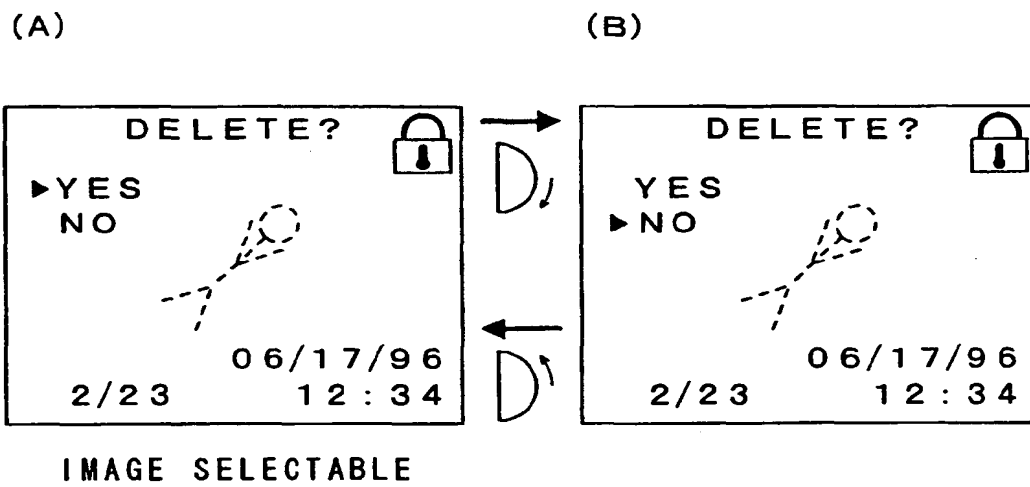 (A)
DELETE?
▶YES
NO
06/17/96
2/23 12:34
IMAGE SELECTABLE
(B)
DELETE?
YES
▶NO
06/17/96
2/23 12:34